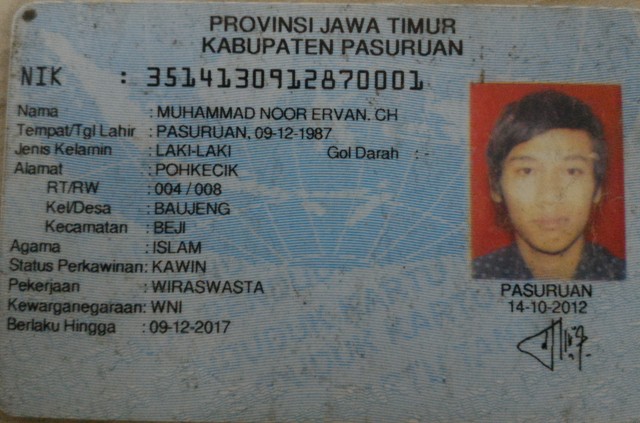 PROVINSI JAWA TIMUR
KABUPATEN PASURUAN
NIK : 3514130912870001
Nama : MUHAMMAD NOOR ERVAN. CH
Tempat/Tgl Lahir : PASURUAN, 09-12-1987
Jenis Kelamin : LAKI-LAKI Gol Darah : -
Alamat : POHKECIK
RT/RW : 004 / 008
Kel/Desa : BAUJENG
Kecamatan : BEJI
Agama : ISLAM
Status Perkawinan: KAWIN
Pekerjaan : WIRASWASTA
Kewarganegaraan: WNI
Berlaku Hingga : 09-12-2017
PASURUAN
14-10-2012